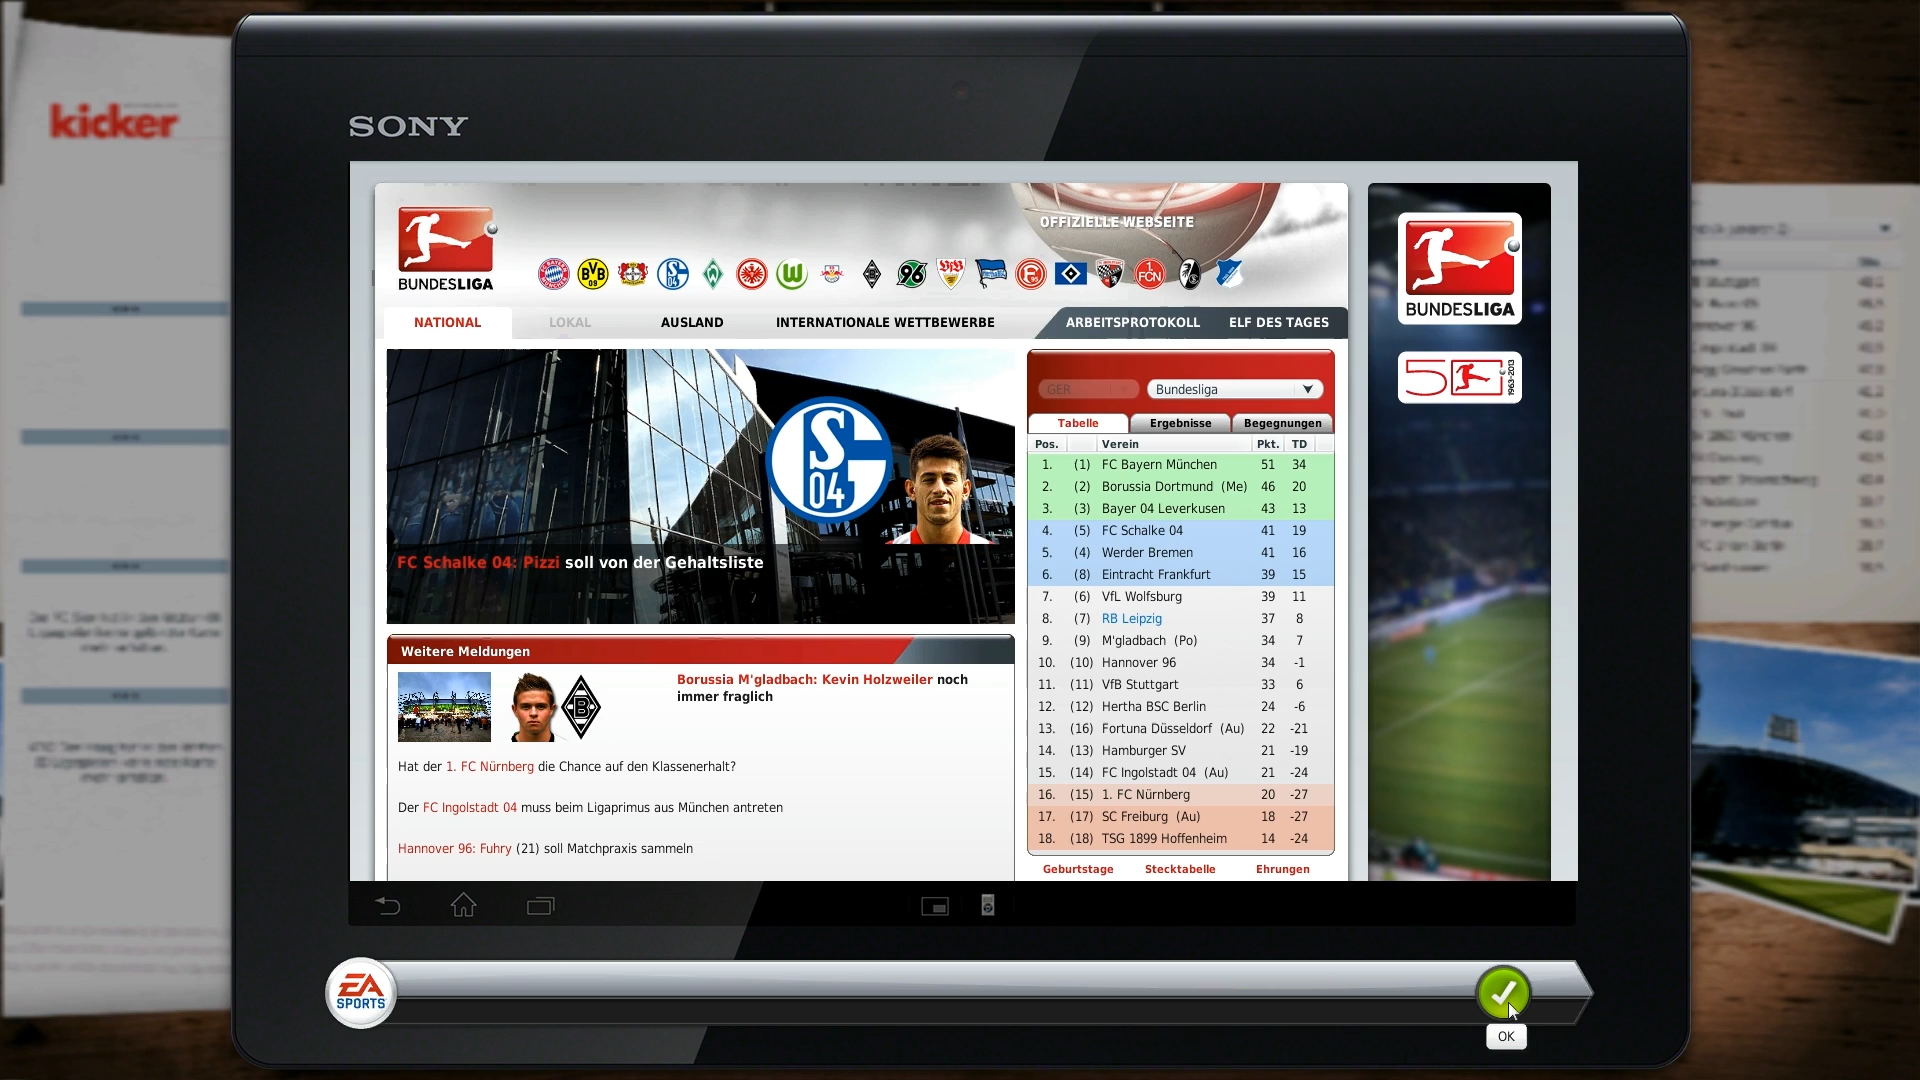 kicker
SONY
OFFIZIELLE WEBSEITE
BUNDESLIGA
NATIONAL LOKAL AUSLAND INTERNATIONALE WETTBEWERBE ARBEITSPROTOKOLL ELF DES TAGES
FC Schalke 04: Pizzi soll von der Gehaltsliste
Weitere Meldungen
Borussia M'gladbach: Kevin Holzweiler noch
immer fraglich
Hat der 1. FC Nürnberg die Chance auf den Klassenerhalt?
Der FC Ingolstadt 04 muss beim Ligaprimus aus München antreten
Hannover 96: Fuhry (21) soll Matchpraxis sammeln
GER Bundesliga
Tabelle Ergebnisse Begegnungen
Pos. Verein Pkt. TD
1. (1) FC Bayern München 51 34
2. (2) Borussia Dortmund (Me) 46 20
3. (3) Bayer 04 Leverkusen 43 13
4. (5) FC Schalke 04 41 19
5. (4) Werder Bremen 41 16
6. (8) Eintracht Frankfurt 39 15
7. (6) VfL Wolfsburg 39 11
8. (7) RB Leipzig 37 8
9. (9) M'gladbach (Po) 34 7
10. (10) Hannover 96 34 -1
11. (11) VfB Stuttgart 33 6
12. (12) Hertha BSC Berlin 24 -6
13. (16) Fortuna Düsseldorf (Au) 22 -21
14. (13) Hamburger SV 21 -19
15. (14) FC Ingolstadt 04 (Au) 21 -24
16. (15) 1. FC Nürnberg 20 -27
17. (17) SC Freiburg (Au) 18 -27
18. (18) TSG 1899 Hoffenheim 14 -24
Geburtstage Stecktabelle Ehrungen
BUNDESLIGA
50 1963-2013
EA
SPORTS
OK